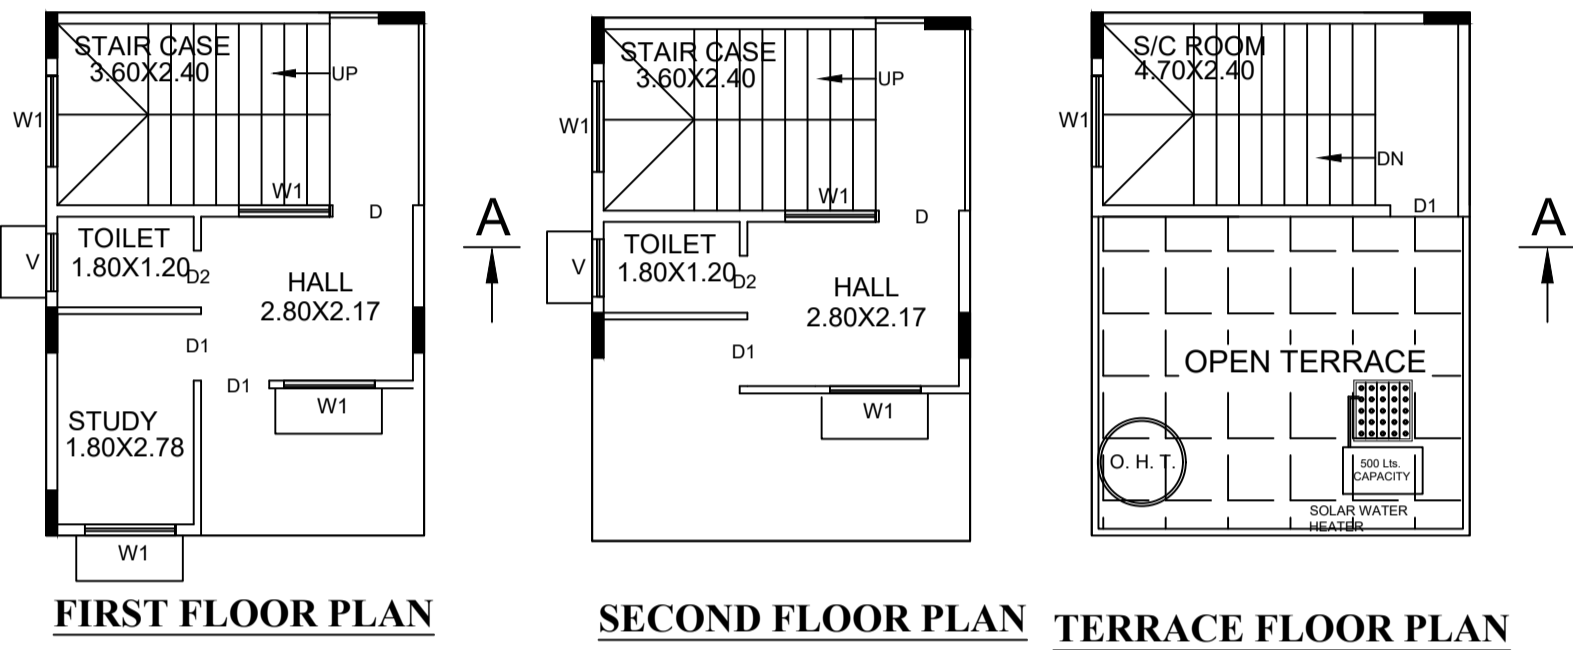 STAIR CASE
3.60X2.40
UP
W1
W1
D
TOILET
1.80X1.20
V
D2
HALL
2.80X2.17
D1
D1
W1
STUDY
1.80X2.78
W1
FIRST FLOOR PLAN
A
STAIR CASE
3.60X2.40
UP
W1
W1
D
TOILET
1.80X1.20
V
D2
HALL
2.80X2.17
D1
W1
SECOND FLOOR PLAN
S/C ROOM
4.70X2.40
W1
DN
D1
OPEN TERRACE
O. H. T.
500 Lts.
CAPACITY
SOLAR WATER
HEATER
A
TERRACE FLOOR PLAN